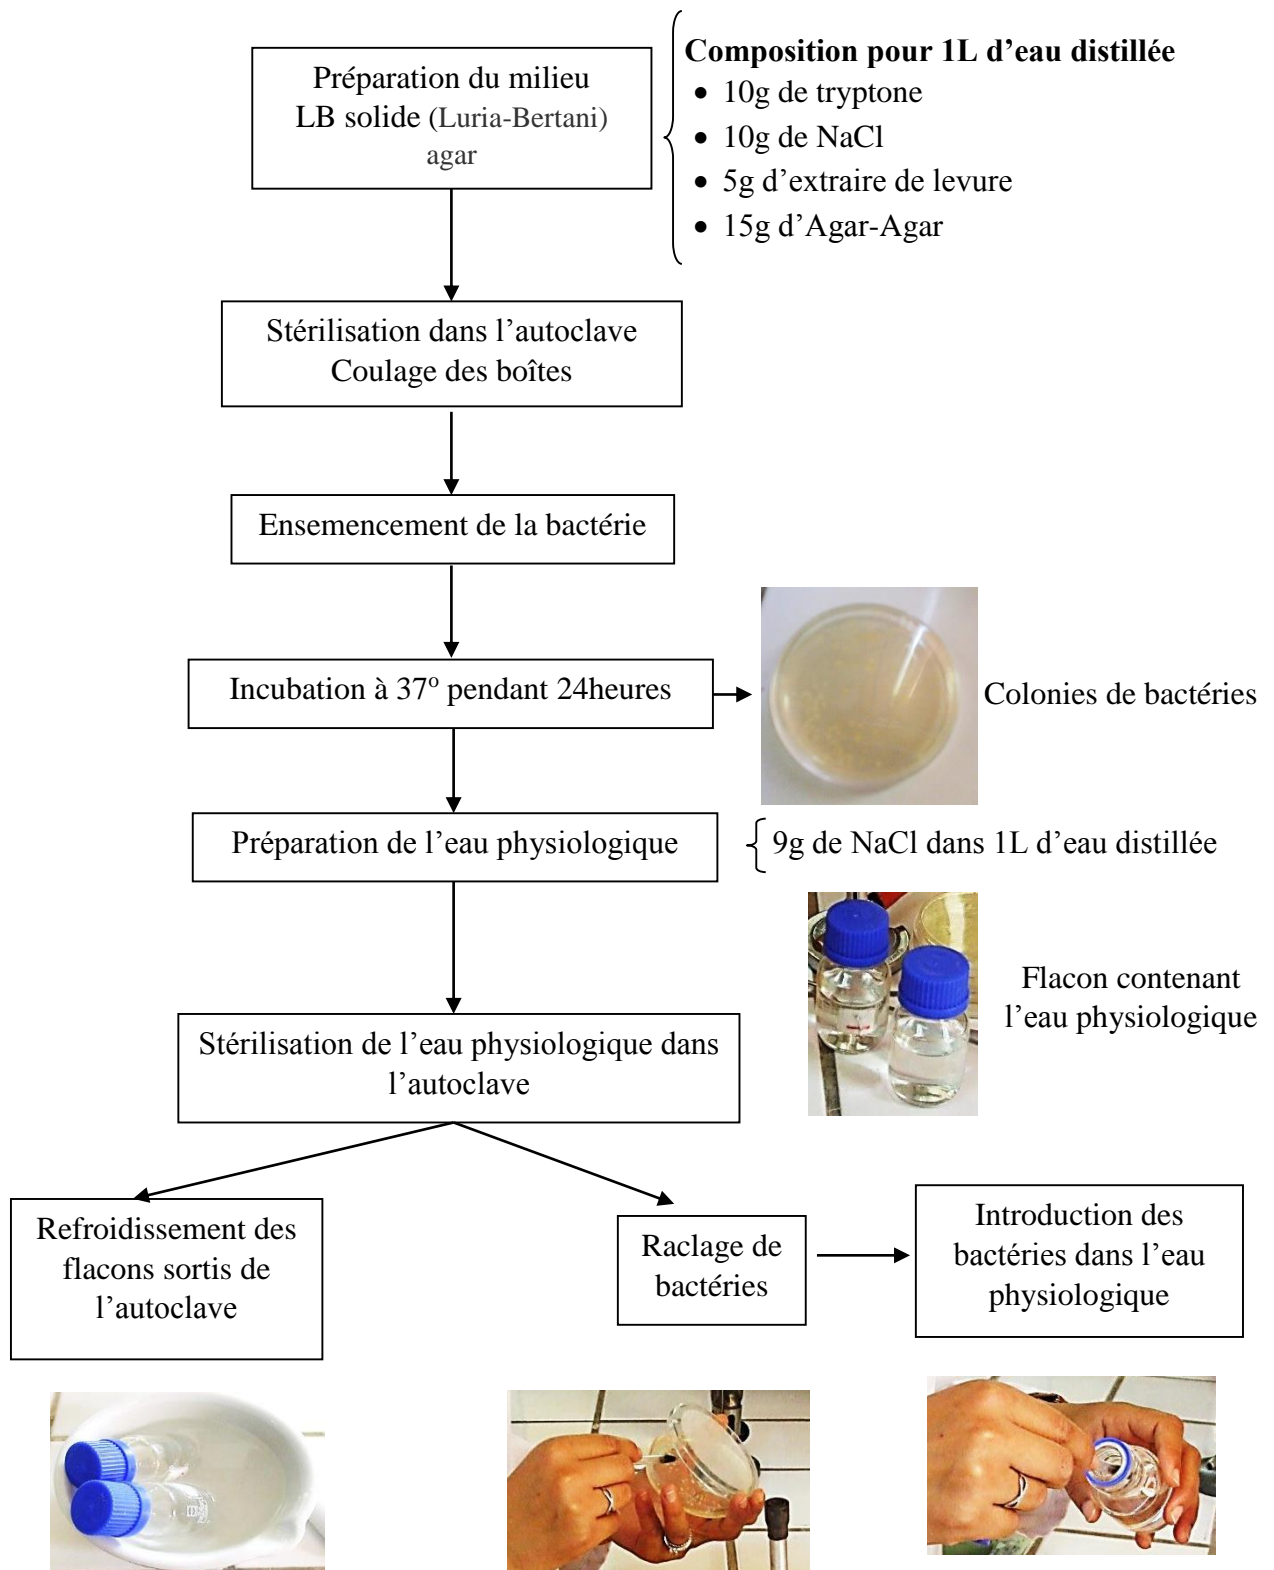 Préparation du milieu
LB solide (Luria-Bertani)
agar
Composition pour 1L d’eau distillée
• 10g de tryptone
• 10g de NaCl
• 5g d’extraire de levure
• 15g d’Agar-Agar
Stérilisation dans l’autoclave
Coulage des boîtes
Ensemencement de la bactérie
Incubation à 37° pendant 24heures
Colonies de bactéries
Préparation de l’eau physiologique
9g de NaCl dans 1L d’eau distillée
Flacon contenant
l’eau physiologique
Stérilisation de l’eau physiologique dans
l’autoclave
Refroidissement des
flacons sortis de
l’autoclave
Raclage de
bactéries
Introduction des
bactéries dans l’eau
physiologique